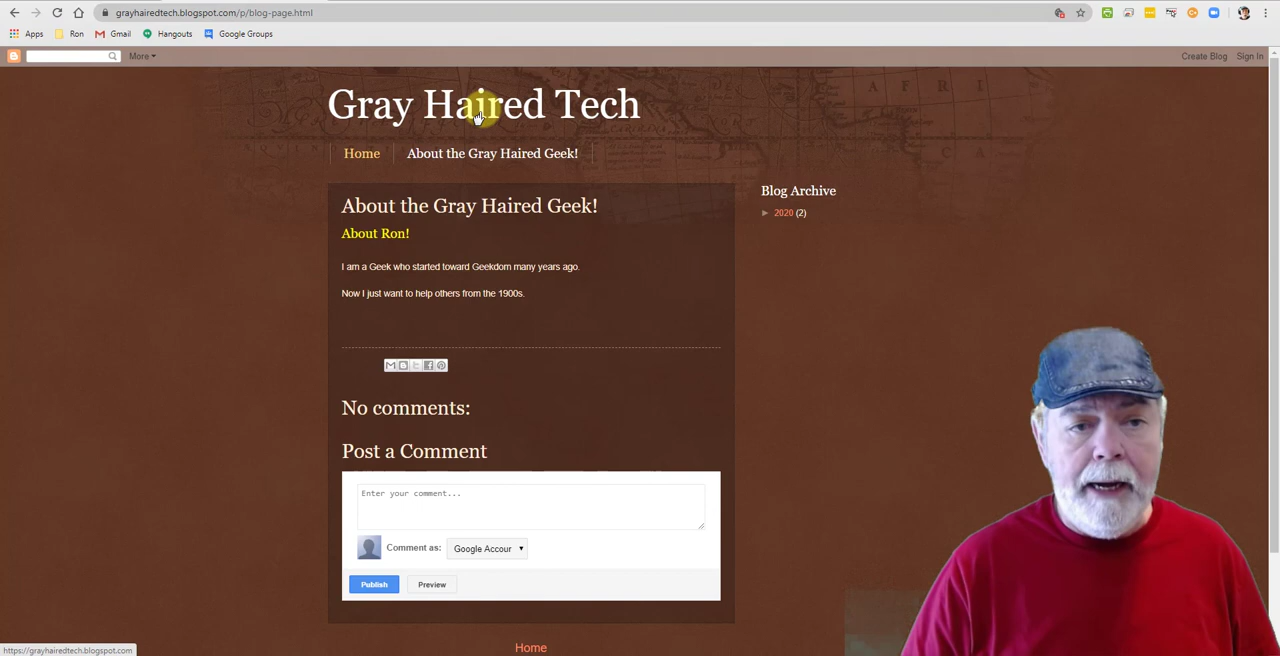 grayhairedtech.blogspot.com/p/blog-page.html
Apps Ron Gmail Hangouts Google Groups
More Create Blog Sign In
Gray Haired Tech
Home About the Gray Haired Geek!
About the Gray Haired Geek!
About Ron!
I am a Geek who started toward Geekdom many years ago.
Now I just want to help others from the 1900s.
Blog Archive
► 2020 (2)
No comments:
Post a Comment
Enter your comment...
Comment as: Google Accour
Publish Preview
Home
https://grayhairedtech.blogspot.com